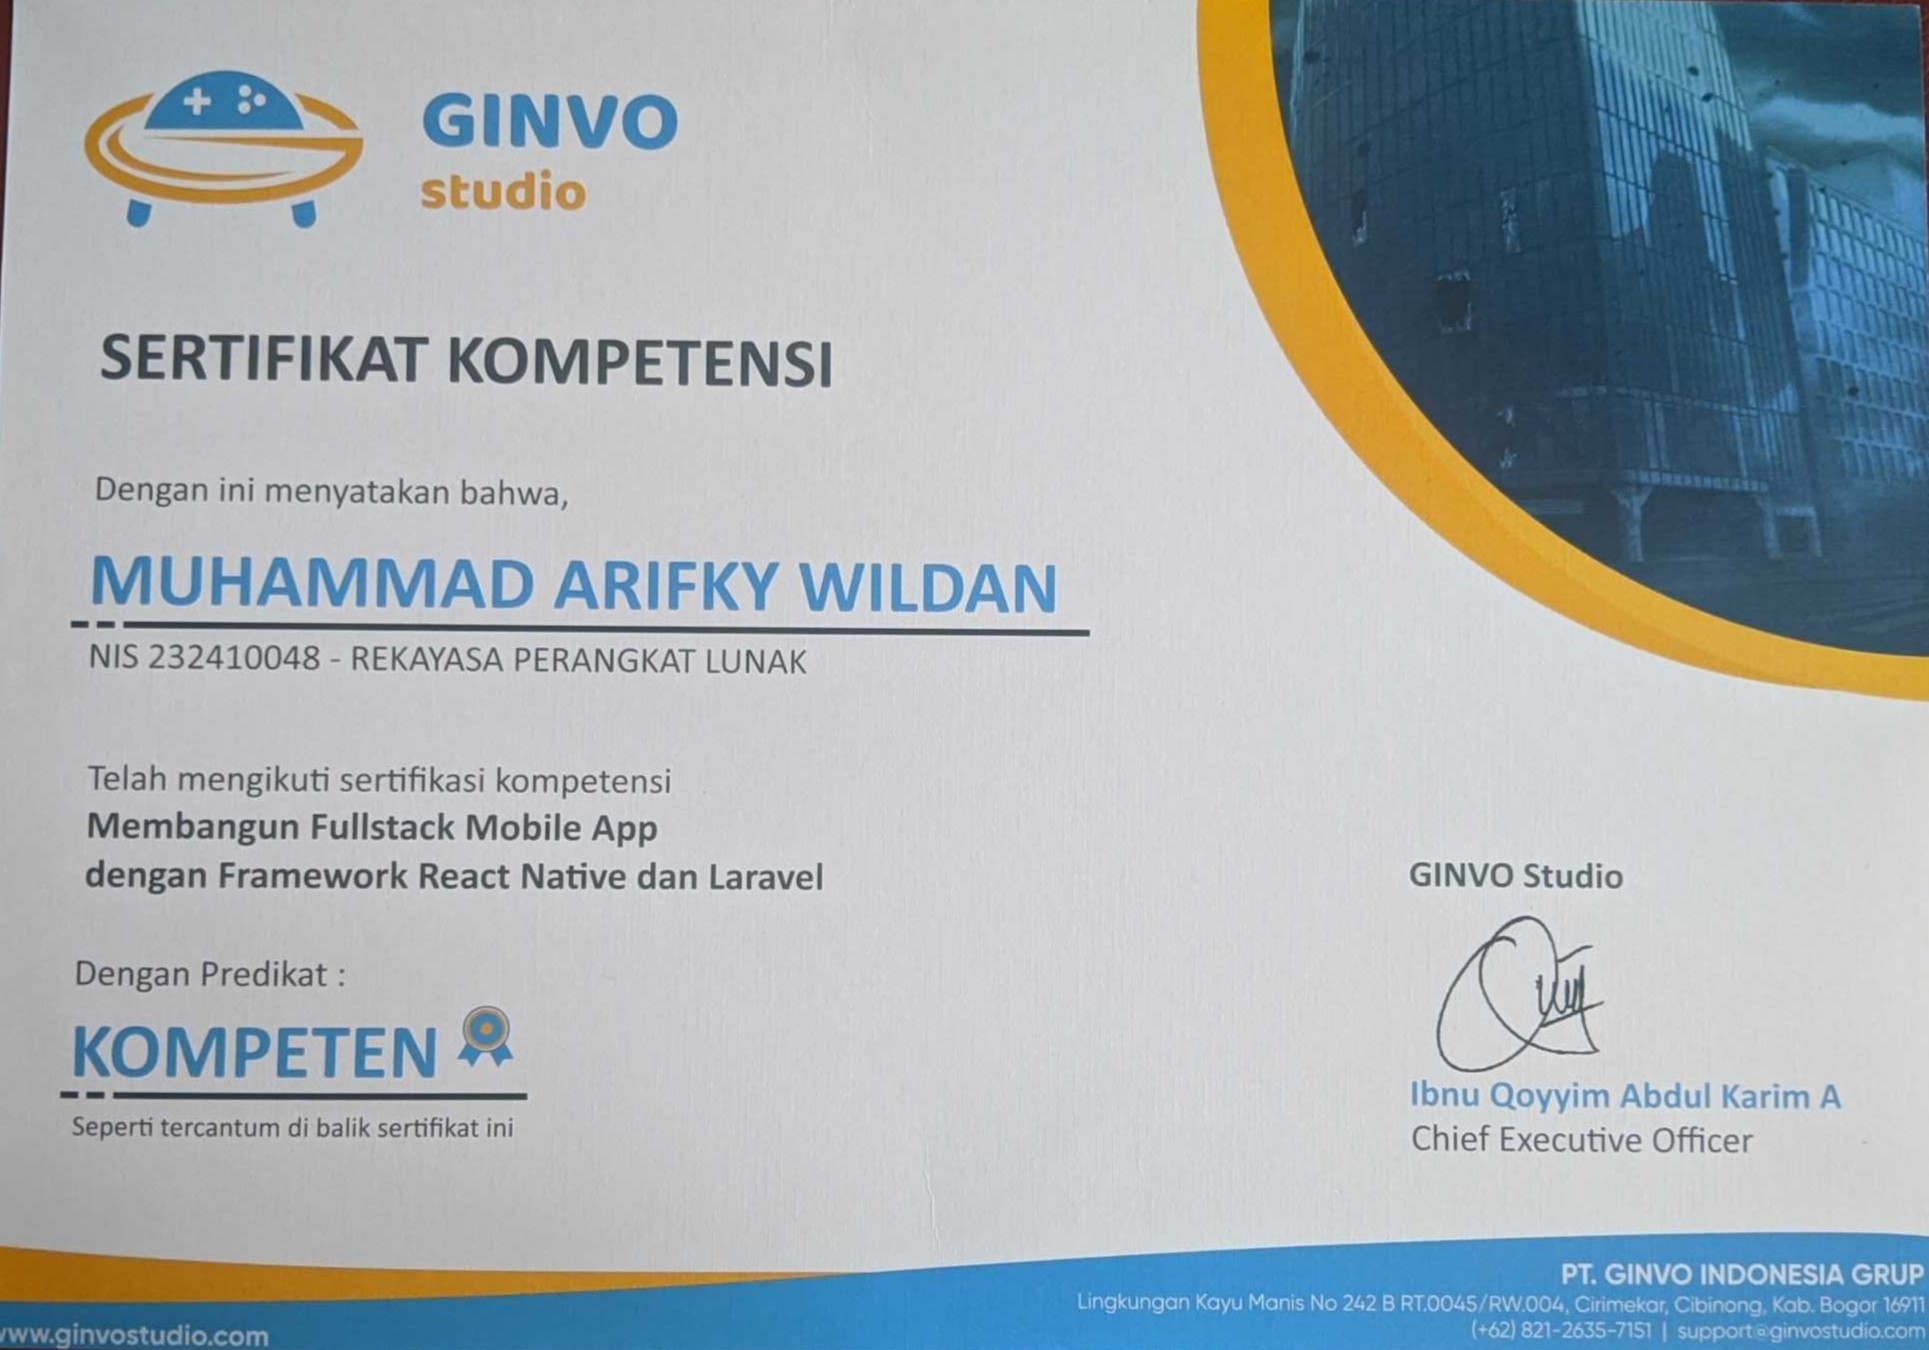 GINVO
studio
SERTIFIKAT KOMPETENSI
Dengan ini menyatakan bahwa,
MUHAMMAD ARIFKY WILDAN
NIS 232410048 - REKAYASA PERANGKAT LUNAK
Telah mengikuti sertifikasi kompetensi
Membangun Fullstack Mobile App
dengan Framework React Native dan Laravel
Dengan Predikat :
KOMPETEN
Seperti tercantum di balik sertifikat ini
GINVO Studio
Ibnu Qoyyim Abdul Karim A
Chief Executive Officer
PT. GINVO INDONESIA GRUP
Lingkungan Kayu Manis No 242 B RT.0045/RW.004, Cirimekar, Cibinong, Kab. Bogor 16911
(+62) 821-2635-7151 | support@ginvostudio.com
www.ginvostudio.com